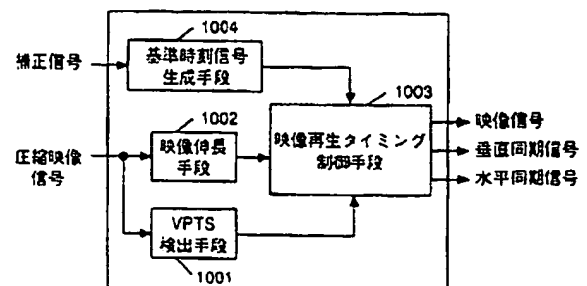 1004
補正信号
基準時刻信号
生成手段
1003
1002
圧縮映像
信号
映像伸長
手段
映像再生タイミング
制御手段
映像信号
垂直同期信号
水平同期信号
VPTS
検出手段
1001